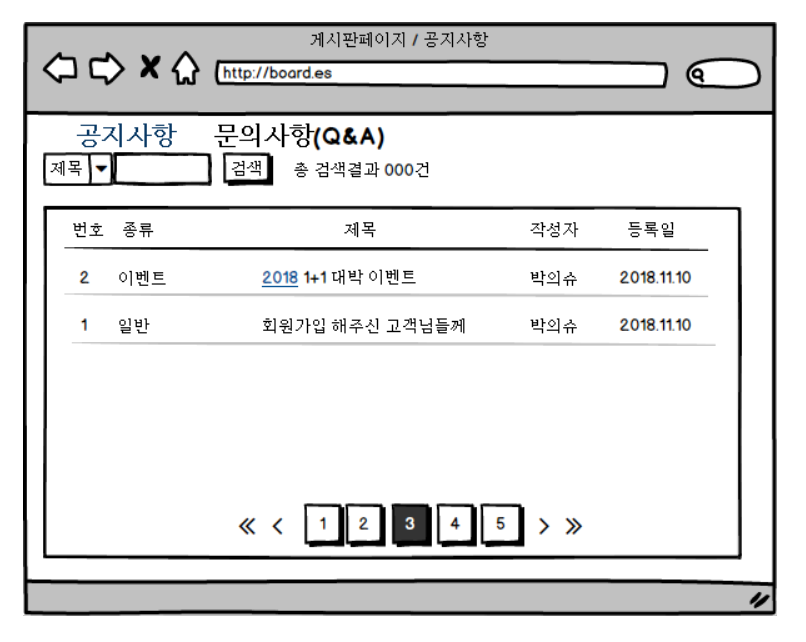 게시판페이지 / 공지사항
http://board.es
공지사항 문의사항(Q&A)
제목 검색 총 검색결과 000건
번호 종류 제목 작성자 등록일
2 이벤트 2018 1+1 대박 이벤트 박의슈 2018.11.10
1 일반 회원가입 해주신 고객님들께 박의슈 2018.11.10
« < 1 2 3 4 5 > »